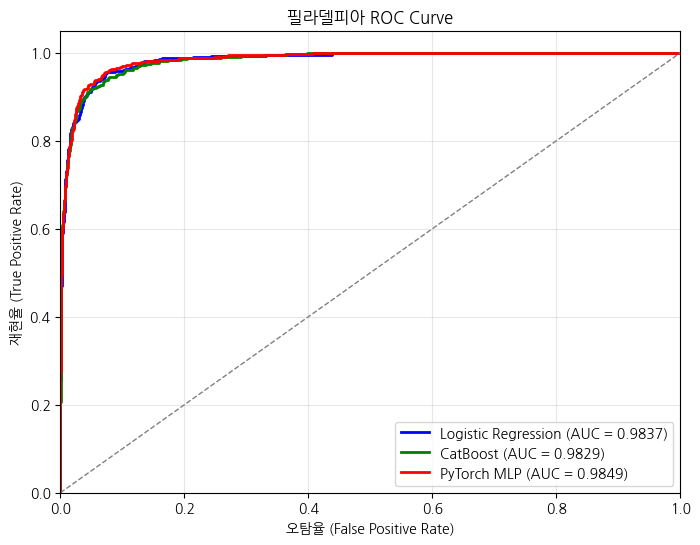 필라델피아 ROC Curve
재현율 (True Positive Rate)
1.0
0.8
0.6
0.4
0.2
0.0
0.0 0.2 0.4 0.6 0.8 1.0
오탐율 (False Positive Rate)
Logistic Regression (AUC = 0.9837)
CatBoost (AUC = 0.9829)
PyTorch MLP (AUC = 0.9849)